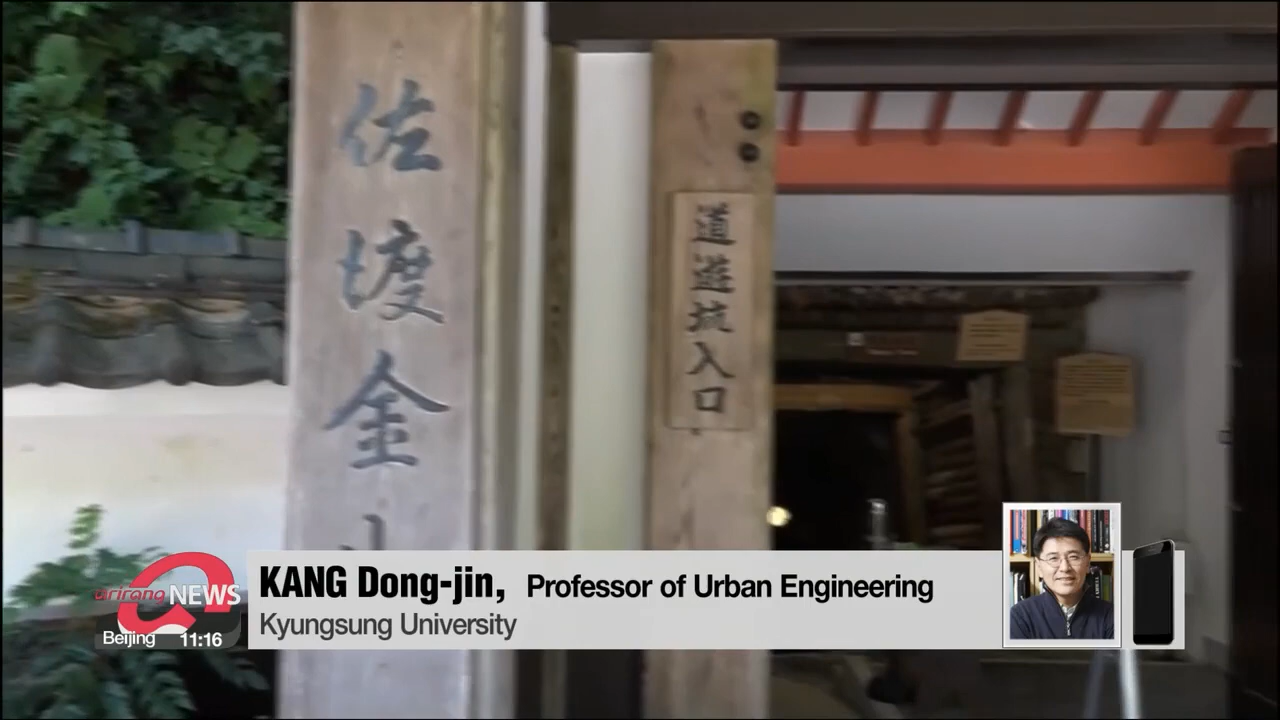 佐渡金山
道遊坑入口
KANG Dong-jin, Professor of Urban Engineering
Kyungsung University
arirang NEWS
Beijing 11:16